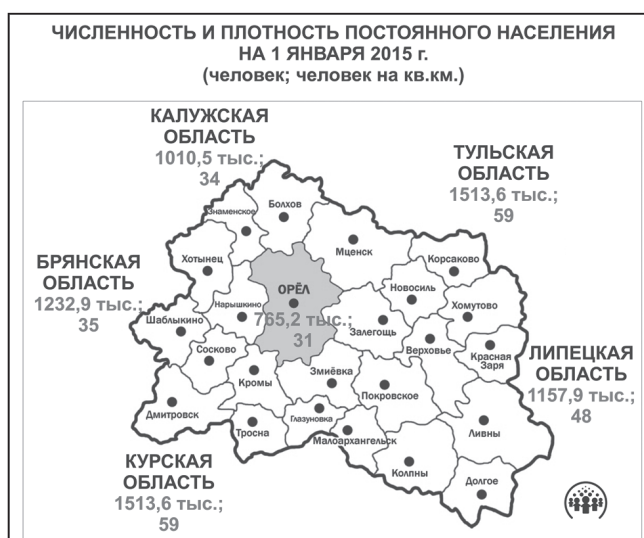 ЧИСЛЕННОСТЬ И ПЛОТНОСТЬ ПОСТОЯННОГО НАСЕЛЕНИЯ
НА 1 ЯНВАРЯ 2015 г.
(человек; человек на кв.км.)
КАЛУЖСКАЯ
ОБЛАСТЬ
1010,5 тыс.;
34
ТУЛЬСКАЯ
ОБЛАСТЬ
1513,6 тыс.;
59
Знаменское
Болхов
Мценск
Хотынец
Корсаково
БРЯНСКАЯ
ОБЛАСТЬ
1232,9 тыс.;
35
ОРЁЛ
765,2 тыс.;
31
Нарышкино
Новосиль
Хомутово
Шаблыкино
Залегощь
Верховье
Красная
Заря
Сосково
Кромы
Змиёвка
Покровское
ЛИПЕЦКАЯ
ОБЛАСТЬ
1157,9 тыс.;
48
Дмитровск
Тросна
Глазуновка
Малоархангельск
Ливны
Колпны
Долгое
КУРСКАЯ
ОБЛАСТЬ
1513,6 тыс.;
59